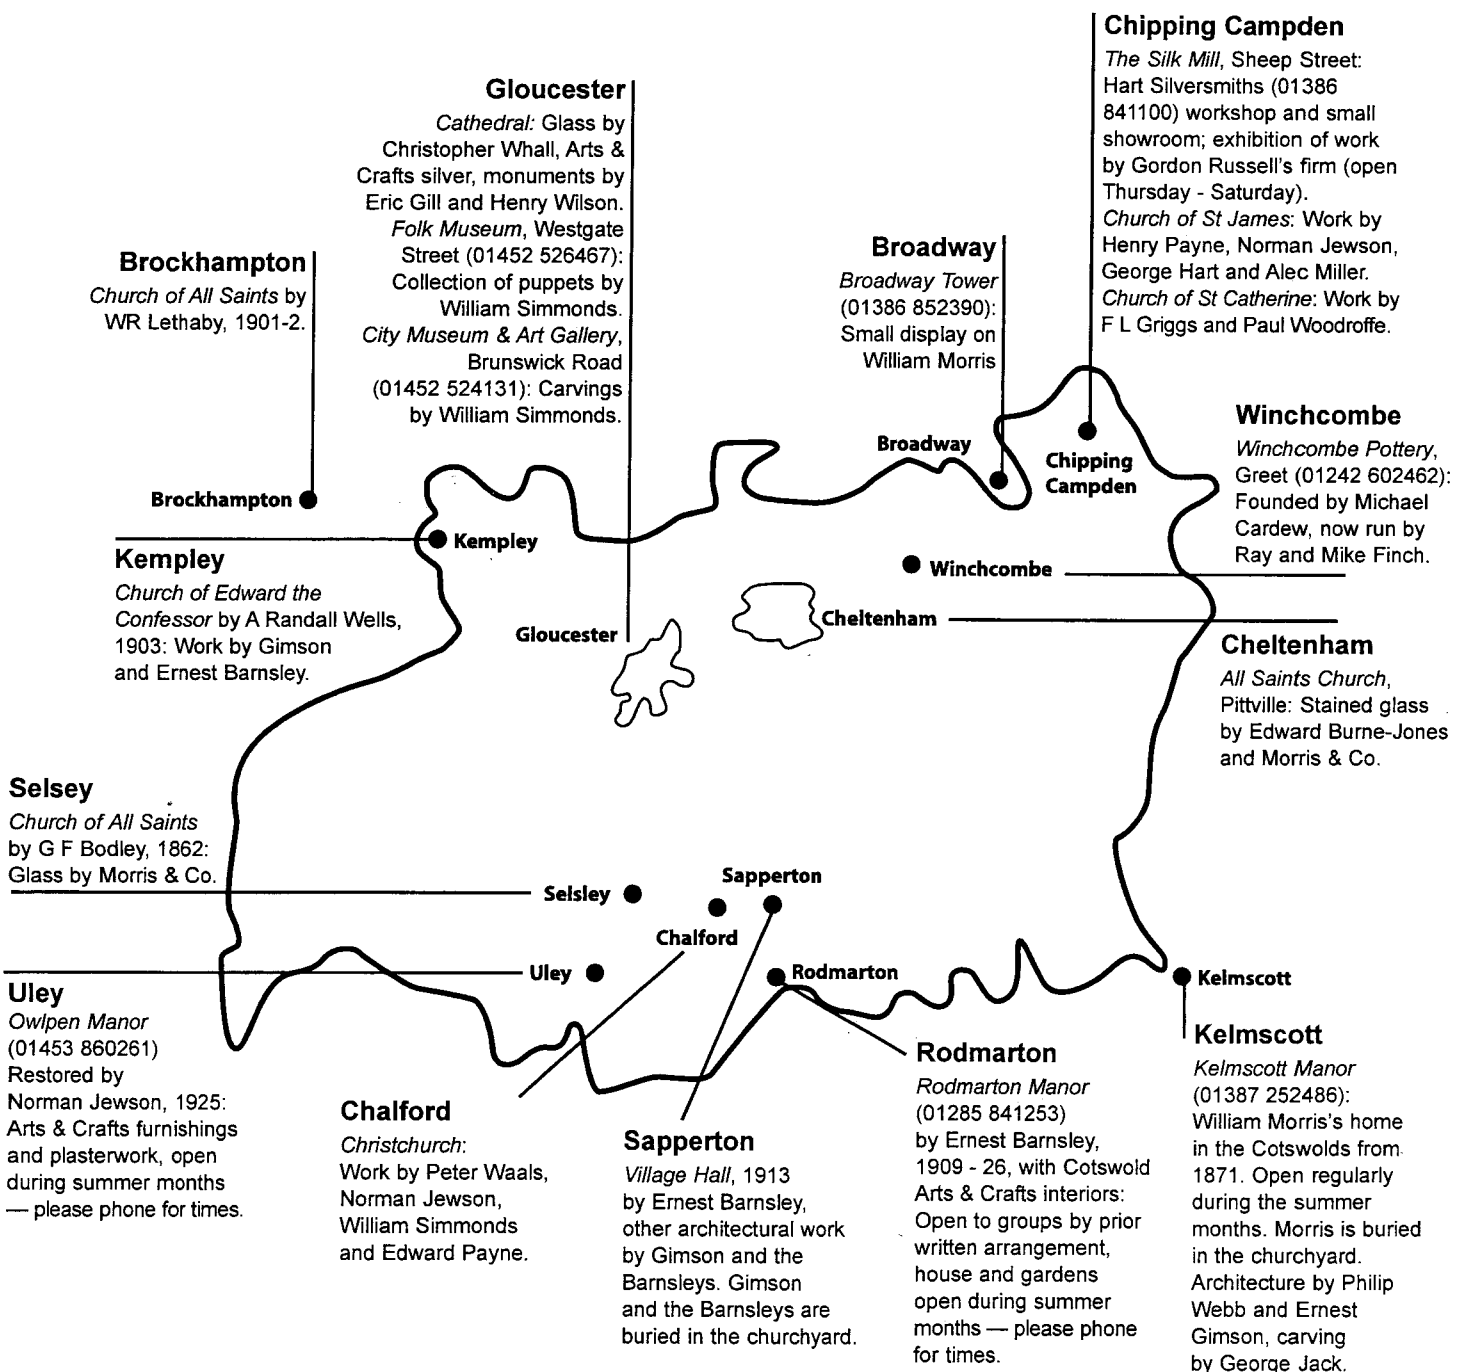 Chipping Campden
The Silk Mill, Sheep Street:
Hart Silversmiths (01386
841100) workshop and small
showroom; exhibition of work
by Gordon Russell's firm (open
Thursday - Saturday).
Church of St James: Work by
Henry Payne, Norman Jewson,
George Hart and Alec Miller.
Church of St Catherine: Work by
F L Griggs and Paul Woodroffe.
Gloucester
Cathedral: Glass by
Christopher Whall, Arts &
Crafts silver, monuments by
Eric Gill and Henry Wilson.
Folk Museum, Westgate
Street (01452 526467):
Collection of puppets by
William Simmonds.
City Museum & Art Gallery,
Brunswick Road
(01452 524131): Carvings
by William Simmonds.
Brockhampton
Church of All Saints by
WR Lethaby, 1901-2.
Broadway
Broadway Tower
(01386 852390):
Small display on
William Morris
Winchcombe
Winchcombe Pottery,
Greet (01242 602462):
Founded by Michael
Cardew, now run by
Ray and Mike Finch.
Broadway
Chipping
Campden
Brockhampton
Kempley
Winchcombe
Cheltenham
Gloucester
Kempley
Church of Edward the
Confessor by A Randall Wells,
1903: Work by Gimson
and Ernest Barnsley.
Cheltenham
All Saints Church,
Pittville: Stained glass
by Edward Burne-Jones
and Morris & Co.
Selsey
Church of All Saints
by G F Bodley, 1862:
Glass by Morris & Co.
Selsley
Sapperton
Chalford
Uley
Rodmarton
Kelmscott
Uley
Owlpen Manor
(01453 860261)
Restored by
Norman Jewson, 1925:
Arts & Crafts furnishings
and plasterwork, open
during summer months
— please phone for times.
Chalford
Christchurch:
Work by Peter Waals,
Norman Jewson,
William Simmonds
and Edward Payne.
Sapperton
Village Hall, 1913
by Ernest Barnsley,
other architectural work
by Gimson and the
Barnsleys. Gimson
and the Barnsleys are
buried in the churchyard.
Rodmarton
Rodmarton Manor
(01285 841253)
by Ernest Barnsley,
1909 - 26, with Cotswold
Arts & Crafts interiors:
Open to groups by prior
written arrangement,
house and gardens
open during summer
months — please phone
for times.
Kelmscott
Kelmscott Manor
(01387 252486):
William Morris's home
in the Cotswolds from
1871. Open regularly
during the summer
months. Morris is buried
in the churchyard.
Architecture by Philip
Webb and Ernest
Gimson, carving
by George Jack.